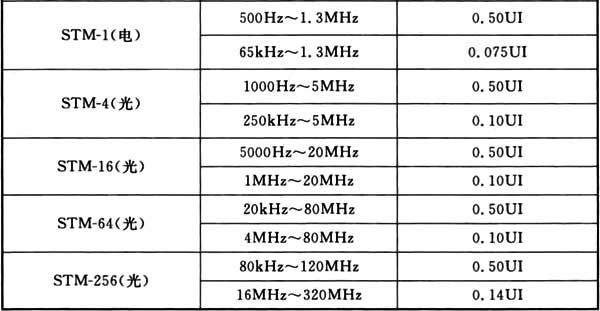 STM-1(电)
500Hz～1.3MHz 0.50UI
65kHz～1.3MHz 0.075UI
STM-4(光)
1000Hz～5MHz 0.50UI
250kHz～5MHz 0.10UI
STM-16(光)
5000Hz～20MHz 0.50UI
1MHz～20MHz 0.10UI
STM-64(光)
20kHz～80MHz 0.50UI
4MHz～80MHz 0.10UI
STM-256(光)
80kHz～120MHz 0.50UI
16MHz～320MHz 0.14UI